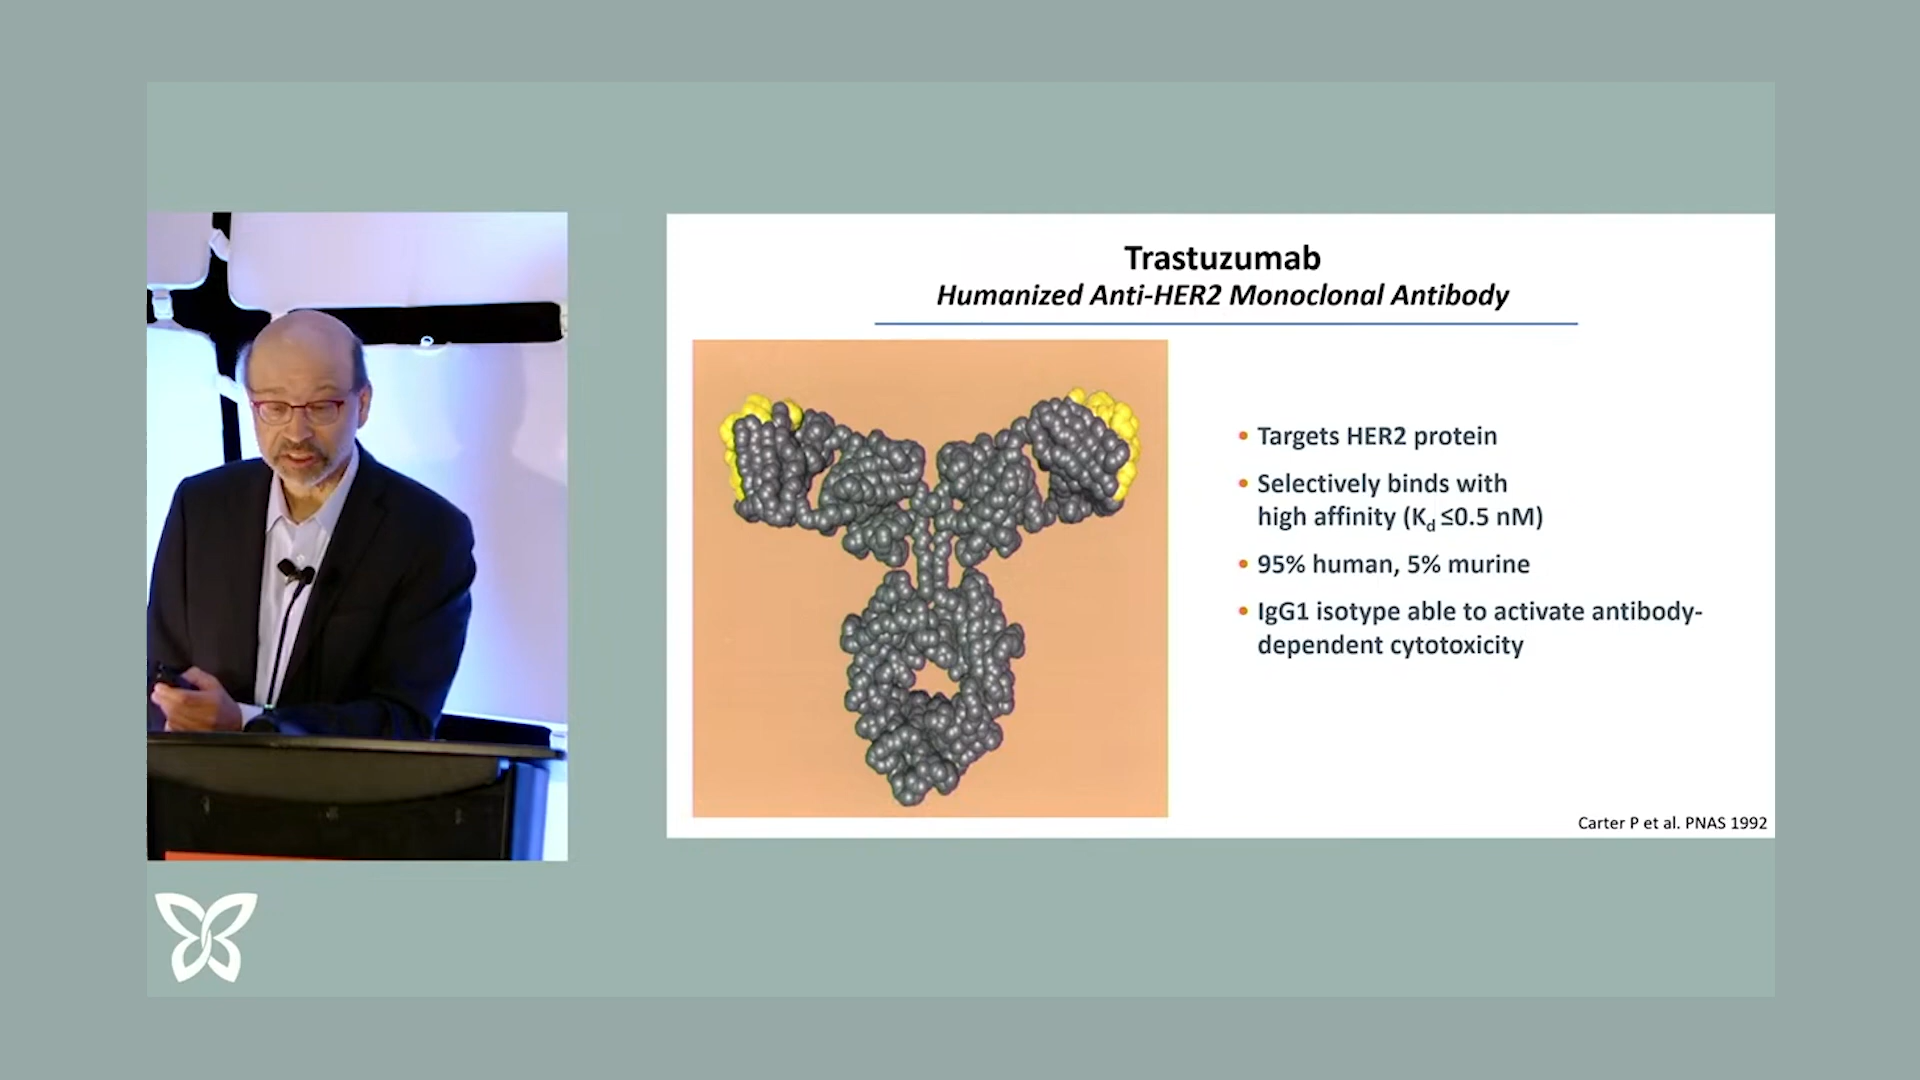 Trastuzumab
Humanized Anti-HER2 Monoclonal Antibody
• Targets HER2 protein
• Selectively binds with
high affinity (Kd ≤0.5 nM)
• 95% human, 5% murine
• IgG1 isotype able to activate antibody-
dependent cytotoxicity
Carter P et al. PNAS 1992